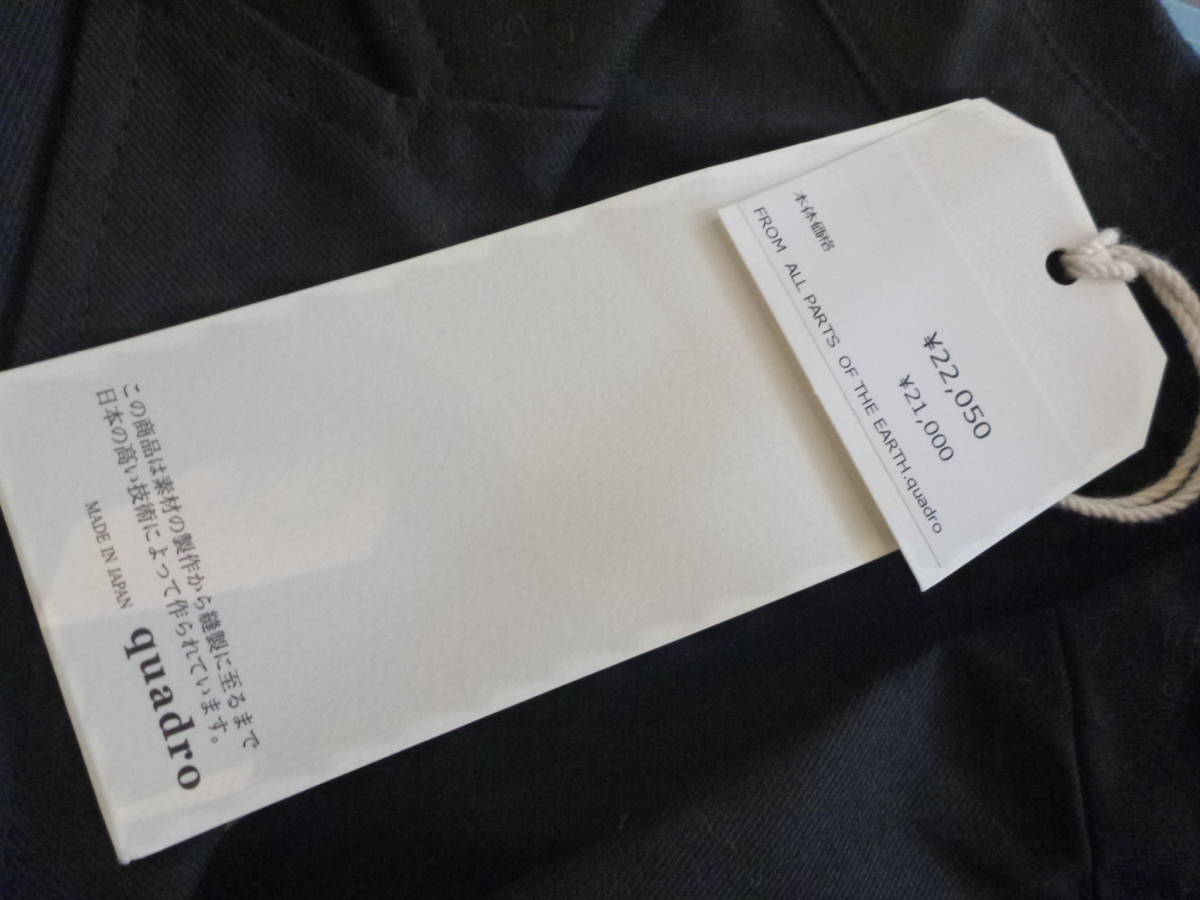 ¥22,050
本体価格 ¥21,000
FROM ALL PARTS OF THE EARTH.quadro
この商品は素材の製作から縫製に至るまで
日本の高い技術によって作られています。
MADE IN JAPAN quadro